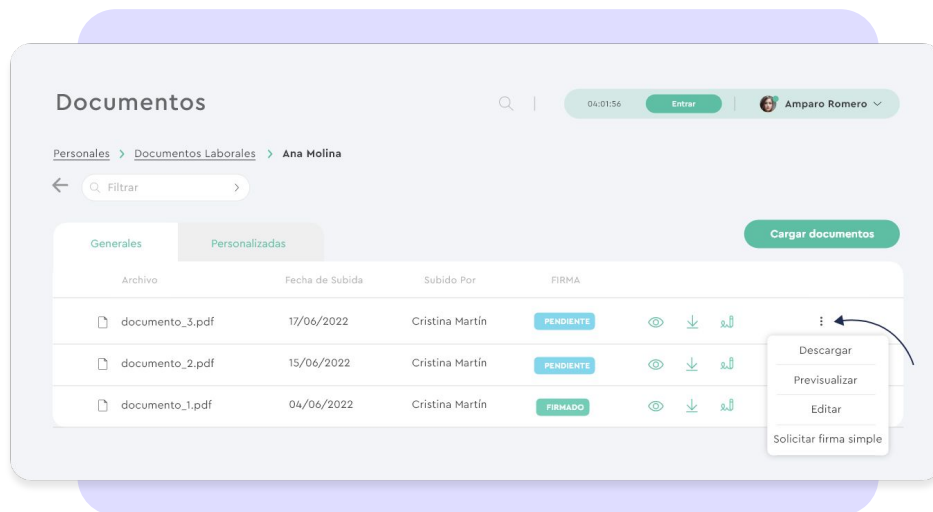 Documentos
04:01:56 Entrar Amparo Romero
Personales > Documentos Laborales > Ana Molina
Filtrar
Generales Personalizadas Cargar documentos
Archivo Fecha de Subida Subido Por FIRMA
documento_3.pdf 17/06/2022 Cristina Martín PENDIENTE
documento_2.pdf 15/06/2022 Cristina Martín PENDIENTE
documento_1.pdf 04/06/2022 Cristina Martín FIRMADO
Descargar
Previsualizar
Editar
Solicitar firma simple